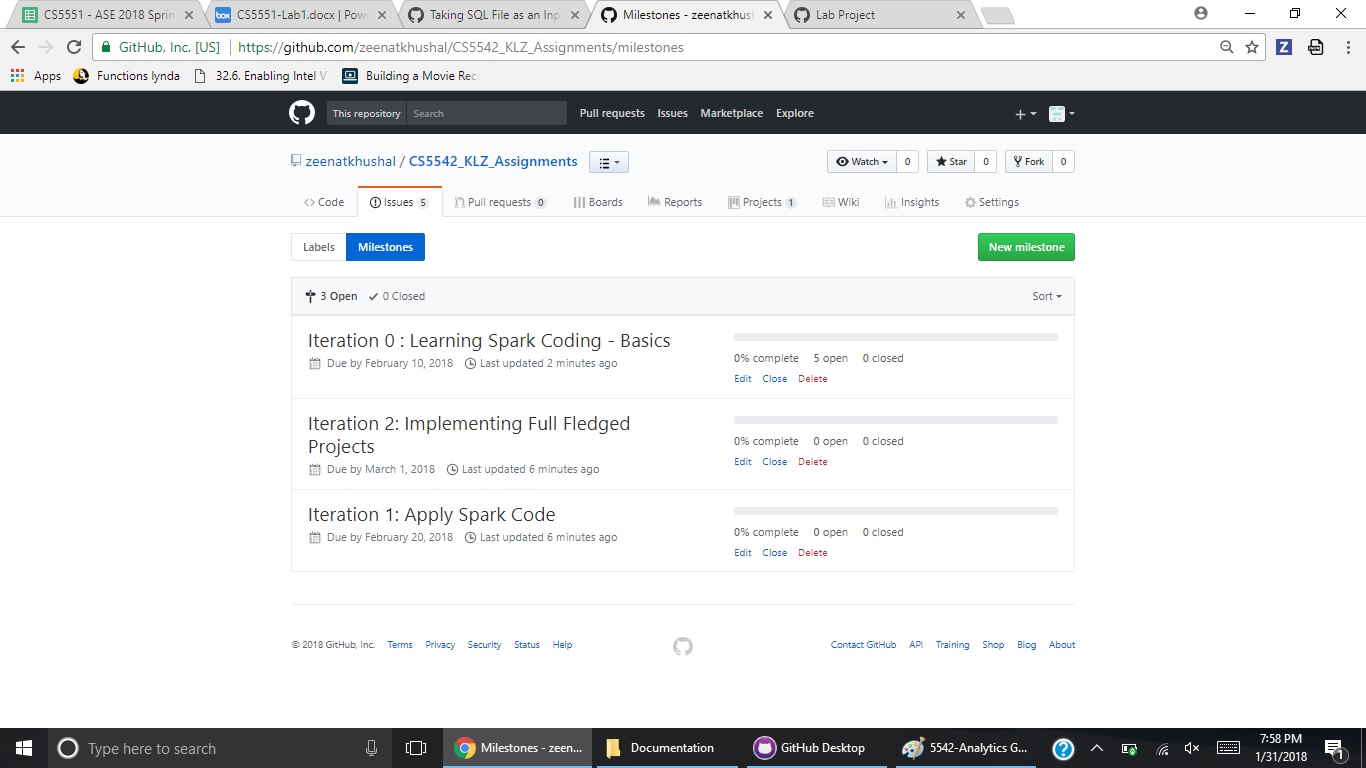 CS5551 - ASE 2018 Sprin
box CS5551-Lab1.docx | Powe
Taking SQL File as an Inp
Milestones - zeenatkhush
Lab Project
GitHub, Inc. [US] https://github.com/zeenatkhushal/CS5542_KLZ_Assignments/milestones
Z
Apps Functions lynda 32.6. Enabling Intel V Building a Movie Rec
This repository Search Pull requests Issues Marketplace Explore
zeenatkhushal / CS5542_KLZ_Assignments Watch 0 Star 0 Fork 0
Code Issues 5 Pull requests 0 Boards Reports Projects 1 Wiki Insights Settings
Labels Milestones New milestone
3 Open 0 Closed Sort
Iteration 0 : Learning Spark Coding - Basics
Due by February 10, 2018 Last updated 2 minutes ago
0% complete 5 open 0 closed
Edit Close Delete
Iteration 2: Implementing Full Fledged
Projects
Due by March 1, 2018 Last updated 6 minutes ago
0% complete 0 open 0 closed
Edit Close Delete
Iteration 1: Apply Spark Code
Due by February 20, 2018 Last updated 6 minutes ago
0% complete 0 open 0 closed
Edit Close Delete
© 2018 GitHub, Inc. Terms Privacy Security Status Help Contact GitHub API Training Shop Blog About
Type here to search Milestones - zeen... Documentation GitHub Desktop 5542-Analytics G... 7:58 PM
1/31/2018 1